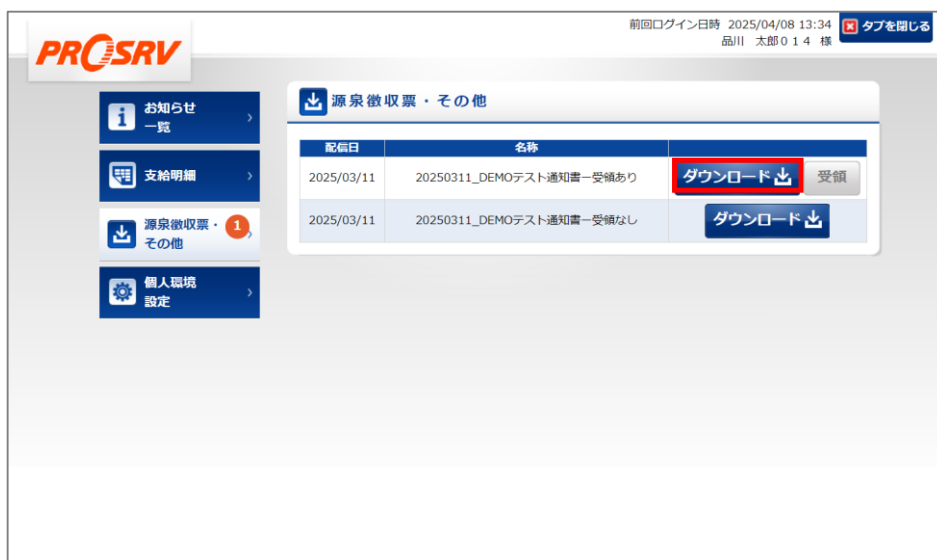 前回ログイン日時 2025/04/08 13:34
品川　太郎０１４　様
タブを閉じる
PROSRV
お知らせ
一覧
支給明細
源泉徴収票・
その他
1
個人環境
設定
源泉徴収票・その他
配信日 名称
2025/03/11 20250311_DEMOテスト通知書ー受領あり ダウンロード 受領
2025/03/11 20250311_DEMOテスト通知書ー受領なし ダウンロード